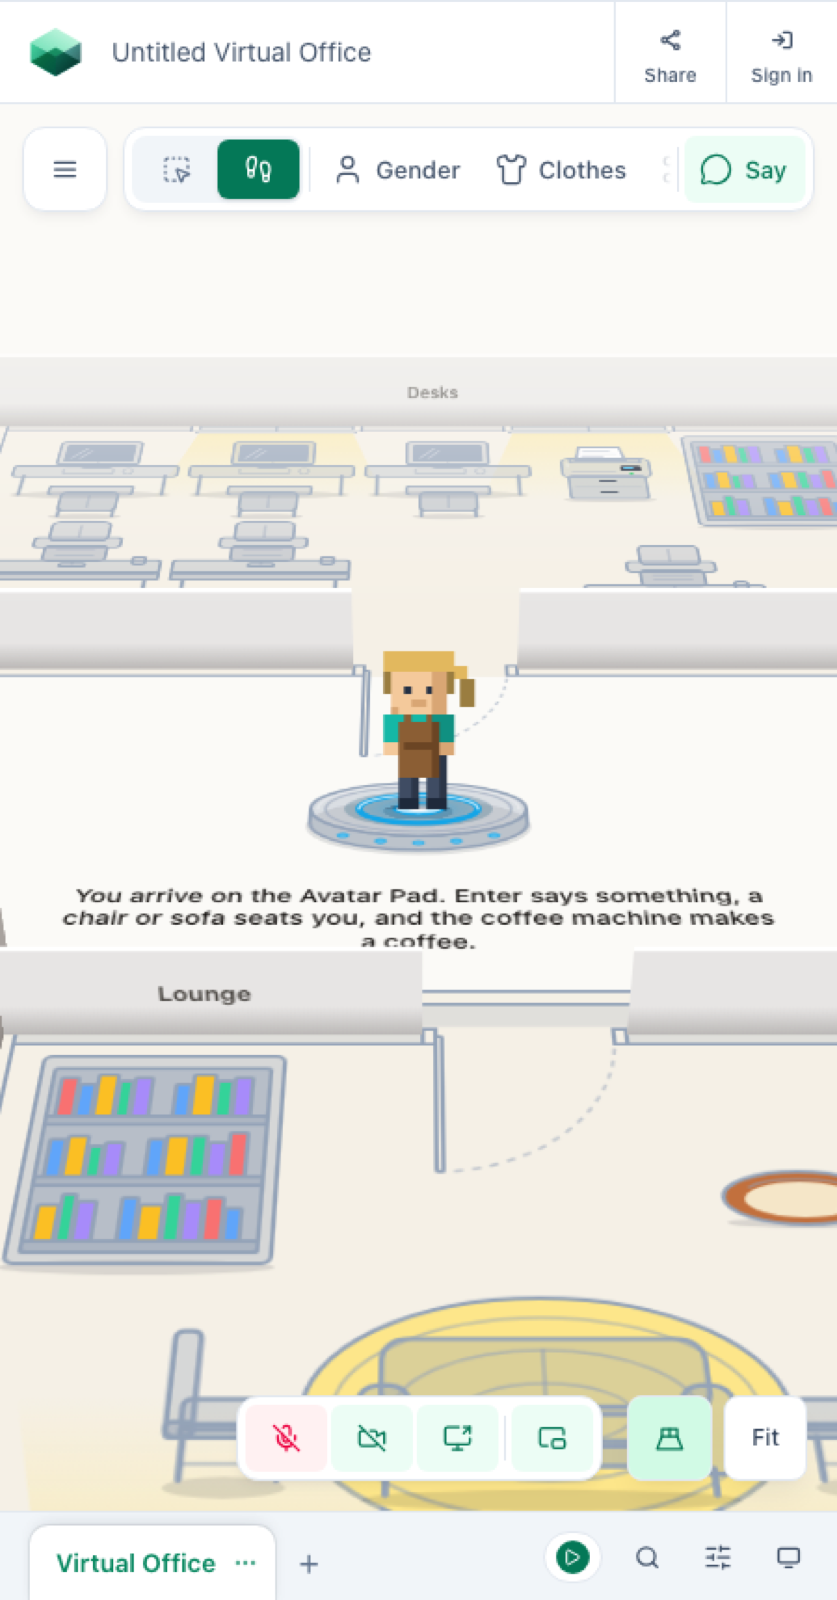 Untitled Virtual Office
Share
Sign in
Gender
Clothes
Say
Desks
You arrive on the Avatar Pad. Enter says something, a
chair or sofa seats you, and the coffee machine makes
a coffee.
Lounge
Fit
Virtual Office